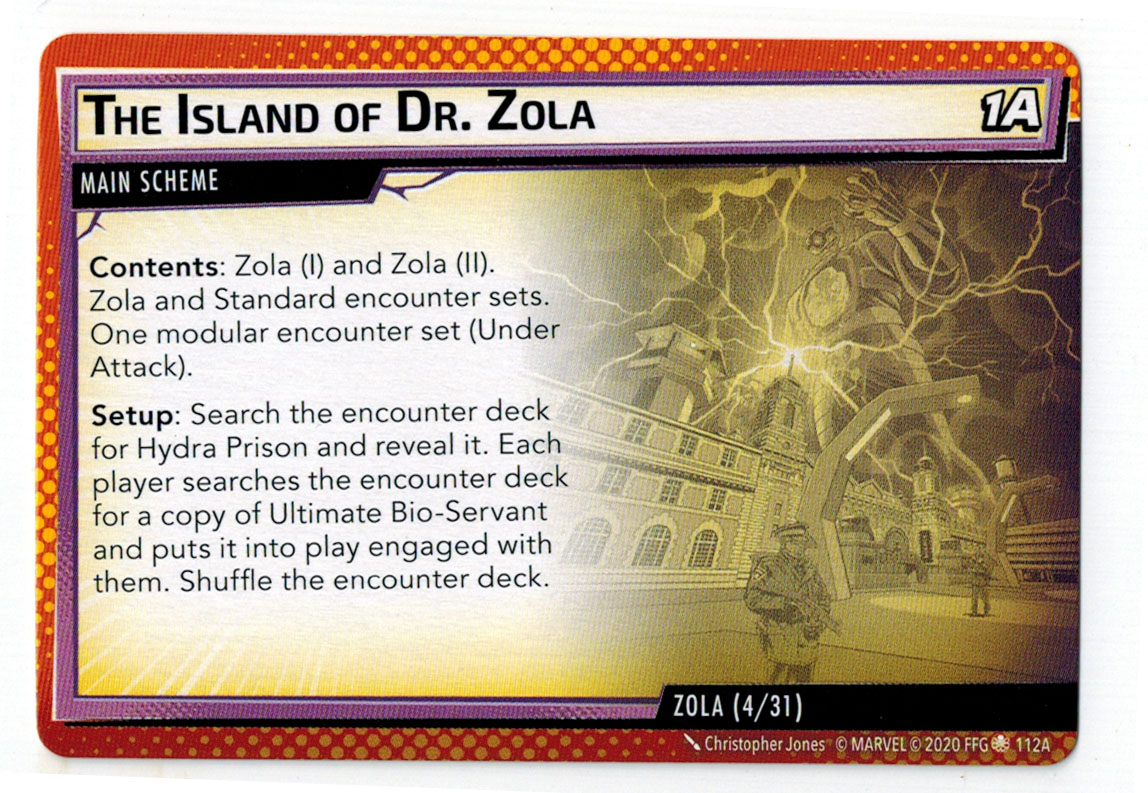 THE ISLAND OF DR. ZOLA
1A
MAIN SCHEME
Contents: Zola (I) and Zola (II).
Zola and Standard encounter sets.
One modular encounter set (Under
Attack).
Setup: Search the encounter deck
for Hydra Prison and reveal it. Each
player searches the encounter deck
for a copy of Ultimate Bio-Servant
and puts it into play engaged with
them. Shuffle the encounter deck.
ZOLA (4/31)
Christopher Jones © MARVEL © 2020 FFG 112A